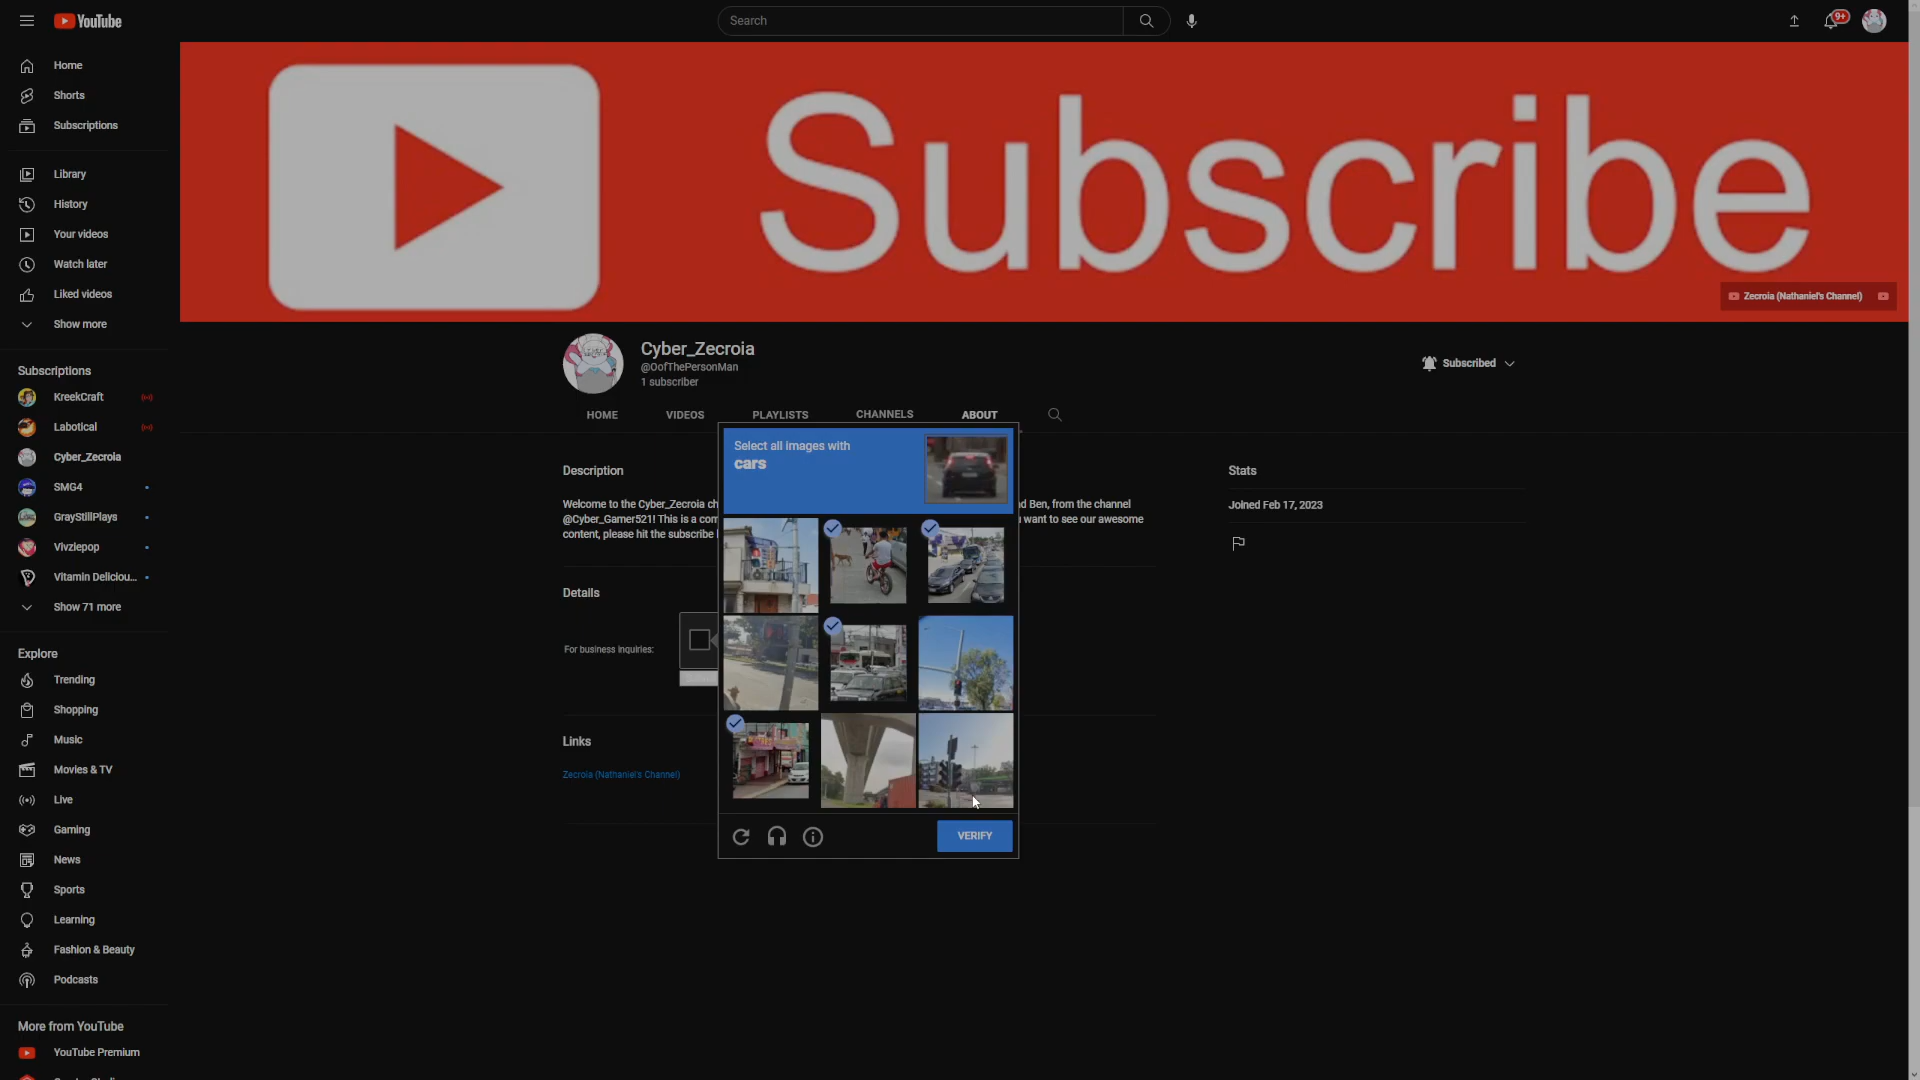 YouTube
Search
9+
Home
Shorts
Subscriptions
Library
History
Your videos
Watch later
Liked videos
Show more
Subscriptions
KreekCraft
Labotical
Cyber_Zecroia
SMG4
GrayStillPlays
Vivziepop
Vitamin Deliciou...
Show 71 more
Explore
Trending
Shopping
Music
Movies & TV
Live
Gaming
News
Sports
Learning
Fashion & Beauty
Podcasts
More from YouTube
YouTube Premium
Subscribe
Zecroia (Nathaniel's Channel)
Cyber_Zecroia
@OofThePersonMan
1 subscriber
Subscribed
HOME VIDEOS PLAYLISTS CHANNELS ABOUT
Description
Welcome to the Cyber_Zecroia ch
d Ben, from the channel
@Cyber_Gamer521! This is a con
want to see our awesome
content, please hit the subscribe
Details
For business inquiries:
Links
Zecroia (Nathaniel's Channel)
Stats
Joined Feb 17, 2023
Select all images with
cars
VERIFY